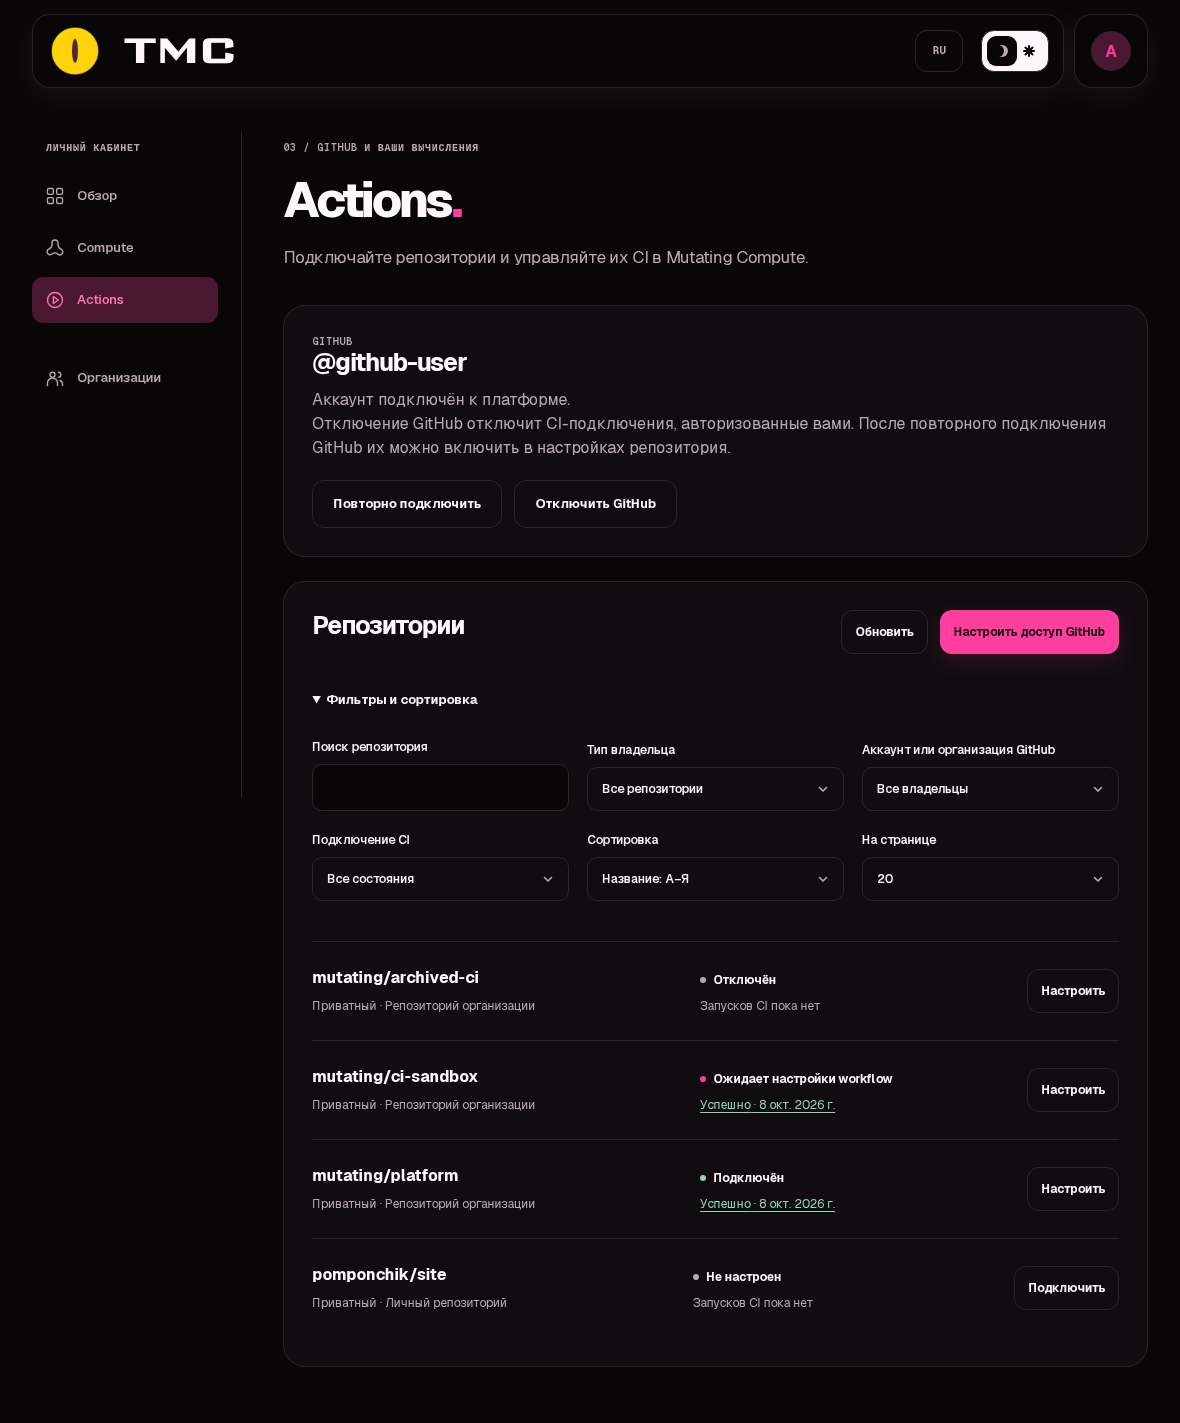 TMC
RU
A
ЛИЧНЫЙ КАБИНЕТ
Обзор
Compute
Actions
Организации
03 / GITHUB И ВАШИ ВЫЧИСЛЕНИЯ
Actions.
Подключайте репозитории и управляйте их CI в Mutating Compute.
GITHUB
@github-user
Аккаунт подключён к платформе.
Отключение GitHub отключит CI-подключения, авторизованные вами. После повторного подключения
GitHub их можно включить в настройках репозитория.
Повторно подключить
Отключить GitHub
Репозитории
Обновить
Настроить доступ GitHub
Фильтры и сортировка
Поиск репозитория
Тип владельца
Аккаунт или организация GitHub
Все репозитории
Все владельцы
Подключение CI
Сортировка
На странице
Все состояния
Название: А–Я
20
mutating/archived-ci
Отключён
Настроить
Приватный · Репозиторий организации
Запусков CI пока нет
mutating/ci-sandbox
Ожидает настройки workflow
Настроить
Приватный · Репозиторий организации
Успешно · 8 окт. 2026 г.
mutating/platform
Подключён
Настроить
Приватный · Репозиторий организации
Успешно · 8 окт. 2026 г.
pomponchik/site
Не настроен
Подключить
Приватный · Личный репозиторий
Запусков CI пока нет